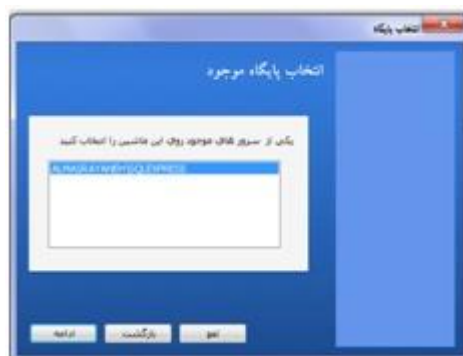 انتخاب پایگاه
انتخاب پایگاه موجود
یکی از سرور های موجود روی این ماشین را انتخاب کنید
لغو
بازگشت
ادامه